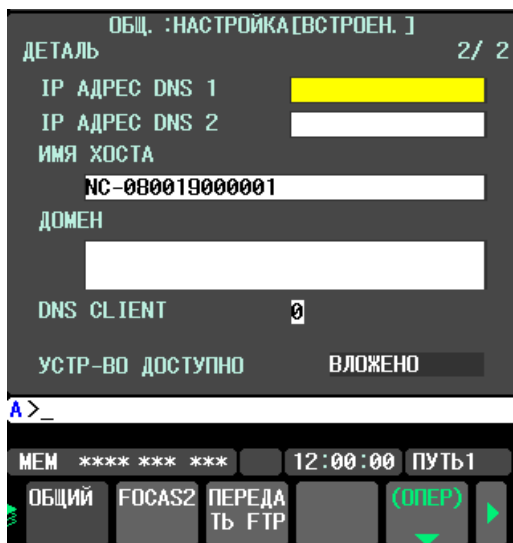 ОБЩ. :НАСТРОЙКА[ВСТРОЕН. ]
ДЕТАЛЬ 2/ 2
IP АДРЕС DNS 1
IP АДРЕС DNS 2
ИМЯ ХОСТА
NC-080019000001
ДОМЕН
DNS CLIENT 0
УСТР-ВО ДОСТУПНО ВЛОЖЕНО
A>_
MEM **** *** *** 12:00:00 ПУТЬ1
ОБЩИЙ FOCAS2 ПЕРЕДА (ОПЕР)
ТЬ FTP